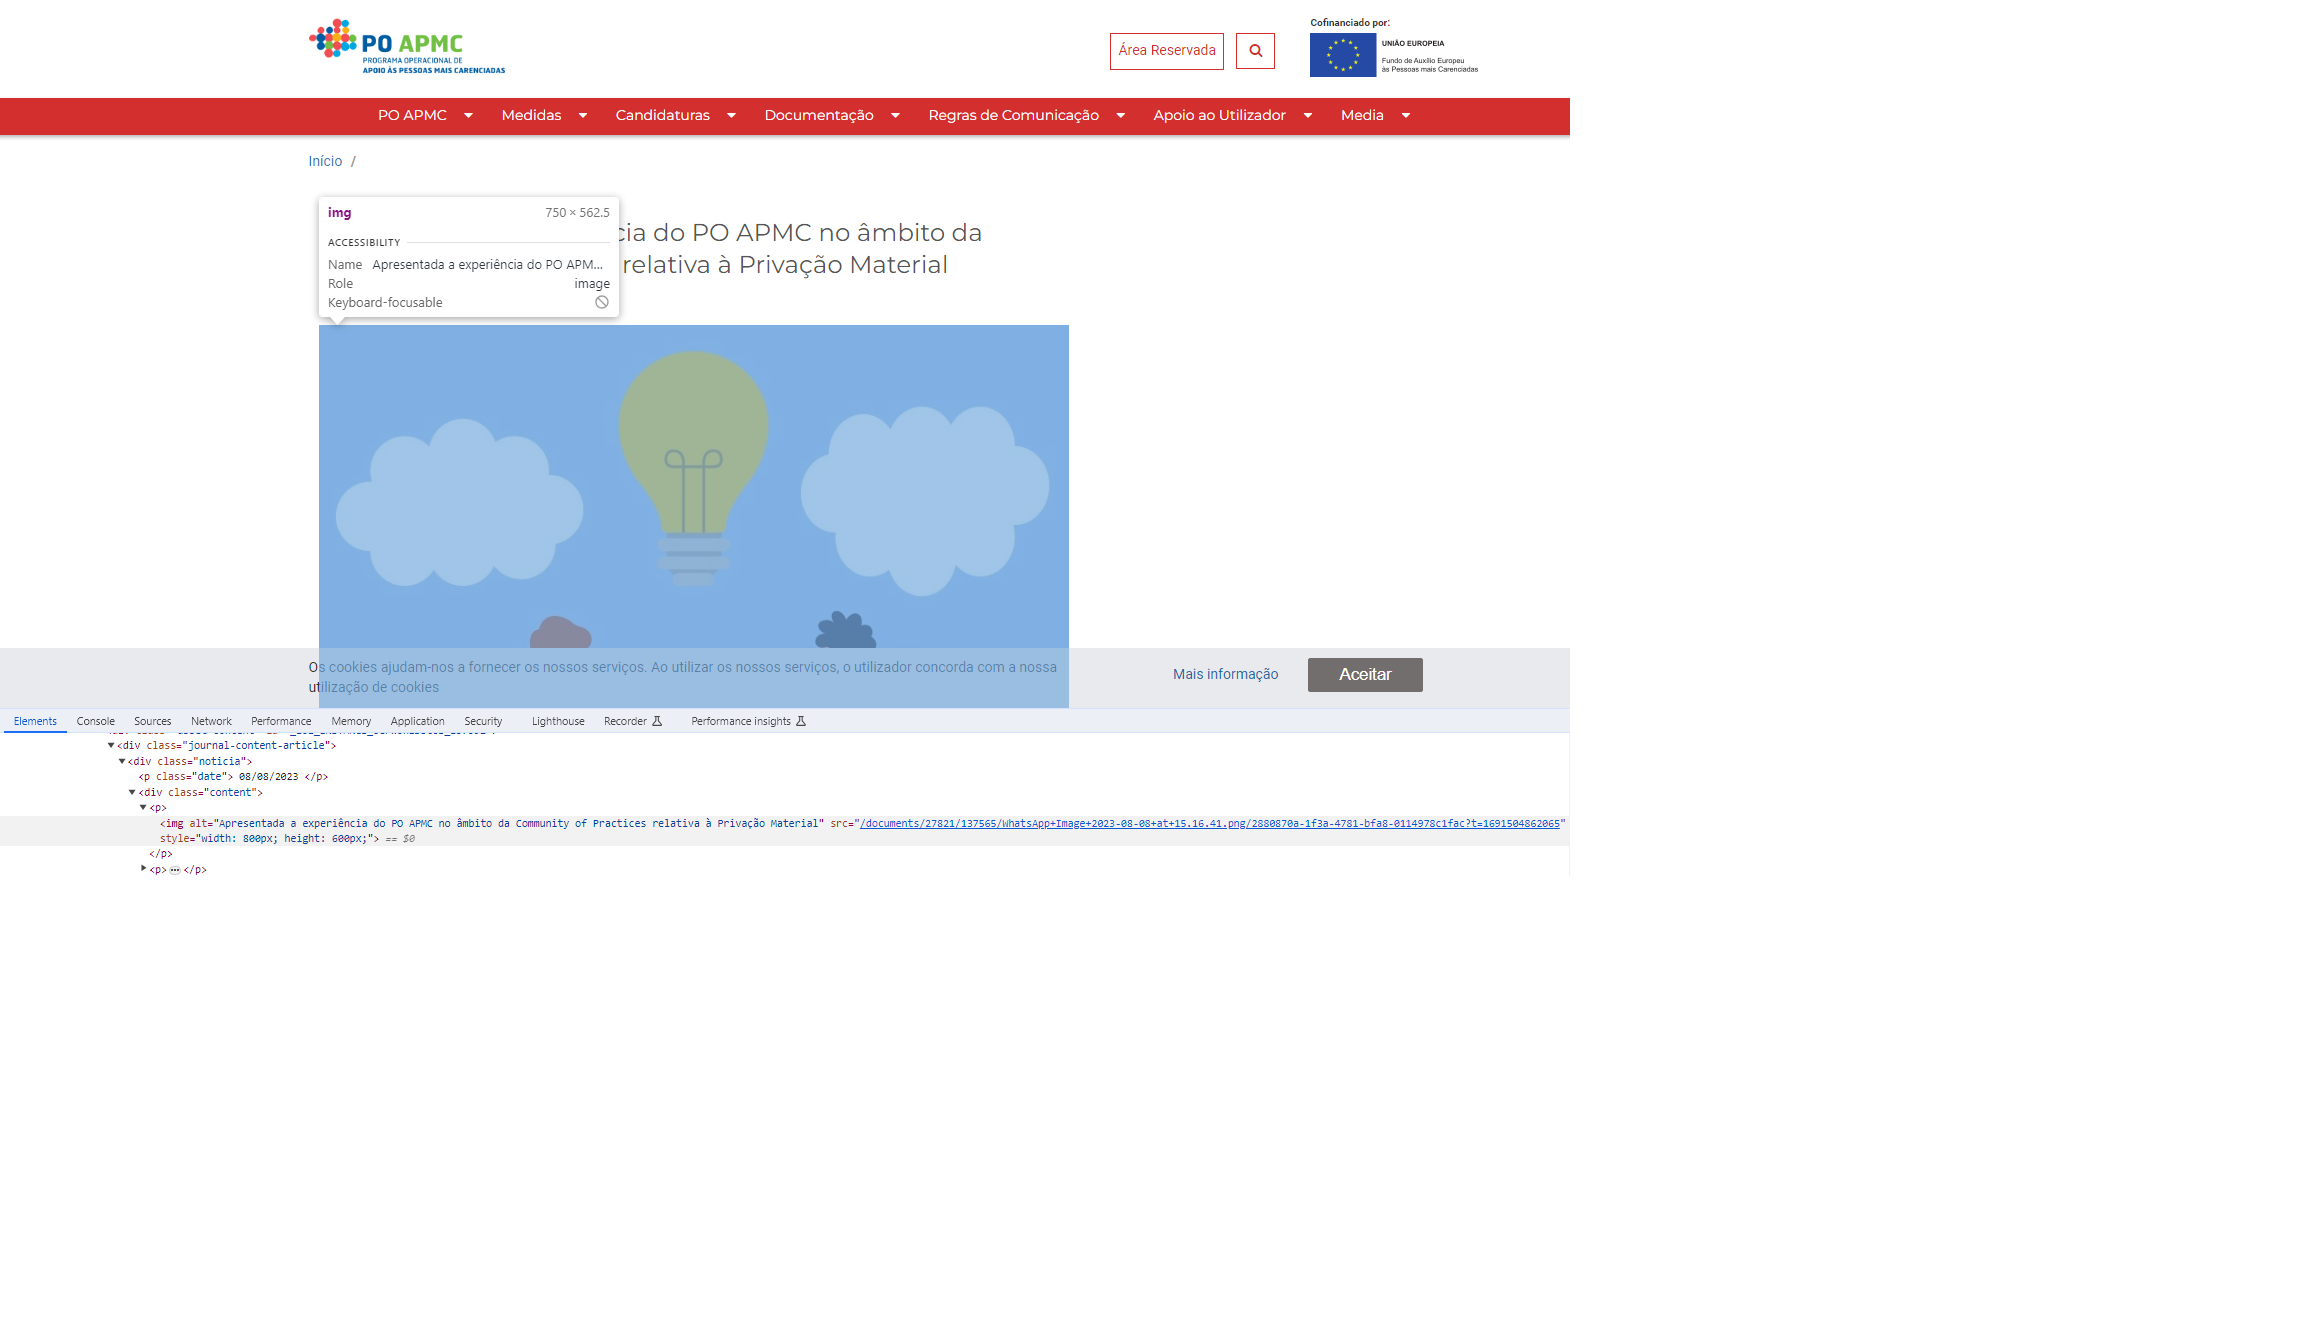 PO APMC
PROGRAMA OPERACIONAL DE
APOIO ÀS PESSOAS MAIS CARENCIADAS
Área Reservada
Cofinanciado por:
UNIÃO EUROPEIA
Fundo de Auxílio Europeu
às Pessoas mais Carenciadas
PO APMC Medidas Candidaturas Documentação Regras de Comunicação Apoio ao Utilizador Media
Início /
img 750 × 562.5
ACCESSIBILITY
Name Apresentada a experiência do PO APM...
Role image
Keyboard-focusable
cia do PO APMC no âmbito da
relativa à Privação Material
Os cookies ajudam-nos a fornecer os nossos serviços. Ao utilizar os nossos serviços, o utilizador concorda com a nossa
utilização de cookies
Mais informação
Aceitar
Elements Console Sources Network Performance Memory Application Security Lighthouse Recorder Performance insights
<div class="journal-content-article">
<div class="noticia">
<p class="date"> 08/08/2023 </p>
<div class="content">
<p>
<img alt="Apresentada a experiência do PO APMC no âmbito da Community of Practices relativa à Privação Material" src="/documents/27821/137565/WhatsApp+Image+2023-08-08+at+15.16.41.png/2880870a-1f3a-4781-bfa8-0114978c1fac?t=1691504862065"
style="width: 800px; height: 600px;"> == $0
</p>
<p>...</p>